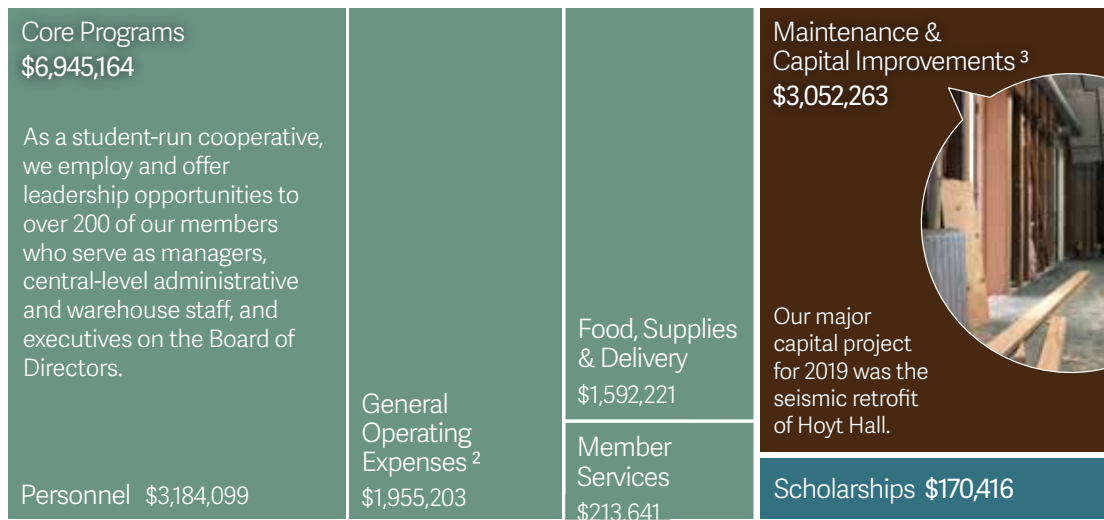 Core Programs
$6,945,164
As a student-run cooperative,
we employ and offer
leadership opportunities to
over 200 of our members
who serve as managers,
central-level administrative
and warehouse staff, and
executives on the Board of
Directors.
Personnel $3,184,099
General
Operating
Expenses ²
$1,955,203
Food, Supplies
& Delivery
$1,592,221
Member
Services
$213,641
Maintenance &
Capital Improvements ³
$3,052,263
Our major
capital project
for 2019 was the
seismic retrofit
of Hoyt Hall.
Scholarships $170,416